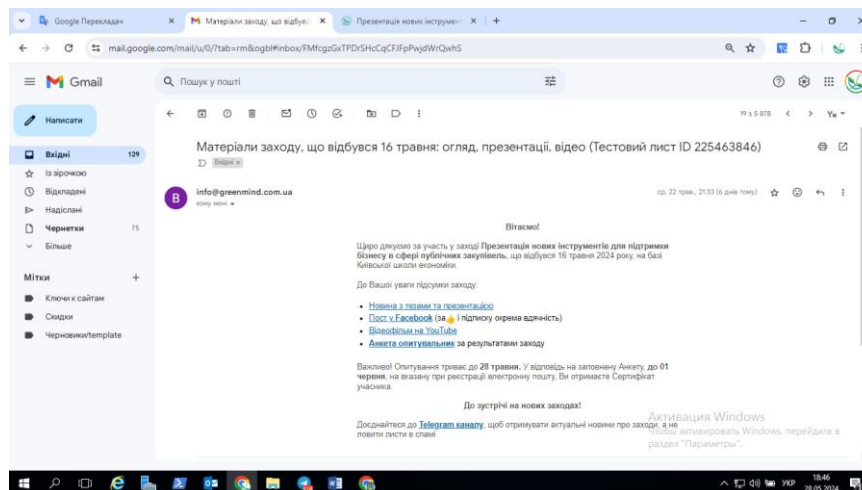 Google Перекладач
Матеріали заходу, що відбувс
Презентація нових інструмен
mail.google.com/mail/u/0/?tab=rm&ogbl#inbox/FMfcgzGxTPDrSHcCqCFJFpPwjdWrQwhS
Gmail
Пошук у пошті
Написати
19 з 5 878
Матеріали заходу, що відбувся 16 травня: огляд, презентації, відео (Тестовий лист ID 225463846)
Вхідні x
Вхідні 129
Із зірочкою
Відкладені
Надіслані
Чернетки 75
Більше
Мітки
Ключи к сайтам
Скидки
Черновики/template
B
info@greenmind.com.ua
кому мені
ср, 22 трав., 21:33 (6 днів тому)
Вітаємо!
Щиро дякуємо за участь у заході Презентація нових інструментів для підтримки
бізнесу в сфері публічних закупівель, що відбувся 16 травня 2024 року, на базі
Київської школи економіки.
До Вашої уваги підсумки заходу:
Новина з тезами та презентацією
Пост у Facebook (за👍 і підписку окрема вдячність)
Відеофільм на YouTube
Анкета опитувальник за результатами заходу
Важливо! Опитування триває до 28 травня. У відповідь на заповнену Анкету, до 01
червня, на вказану при реєстрації електронну пошту, Ви отримаєте Сертифікат
учасника.
До зустрічі на нових заходах!
Доєднайтеся до Telegram каналу, щоб отримувати актуальні новини про заходи, а не
ловити листи в спамі
Активация Windows
Чтобы активировать Windows, перейдите в
раздел "Параметры".
УКР
18:46
28.05.2024